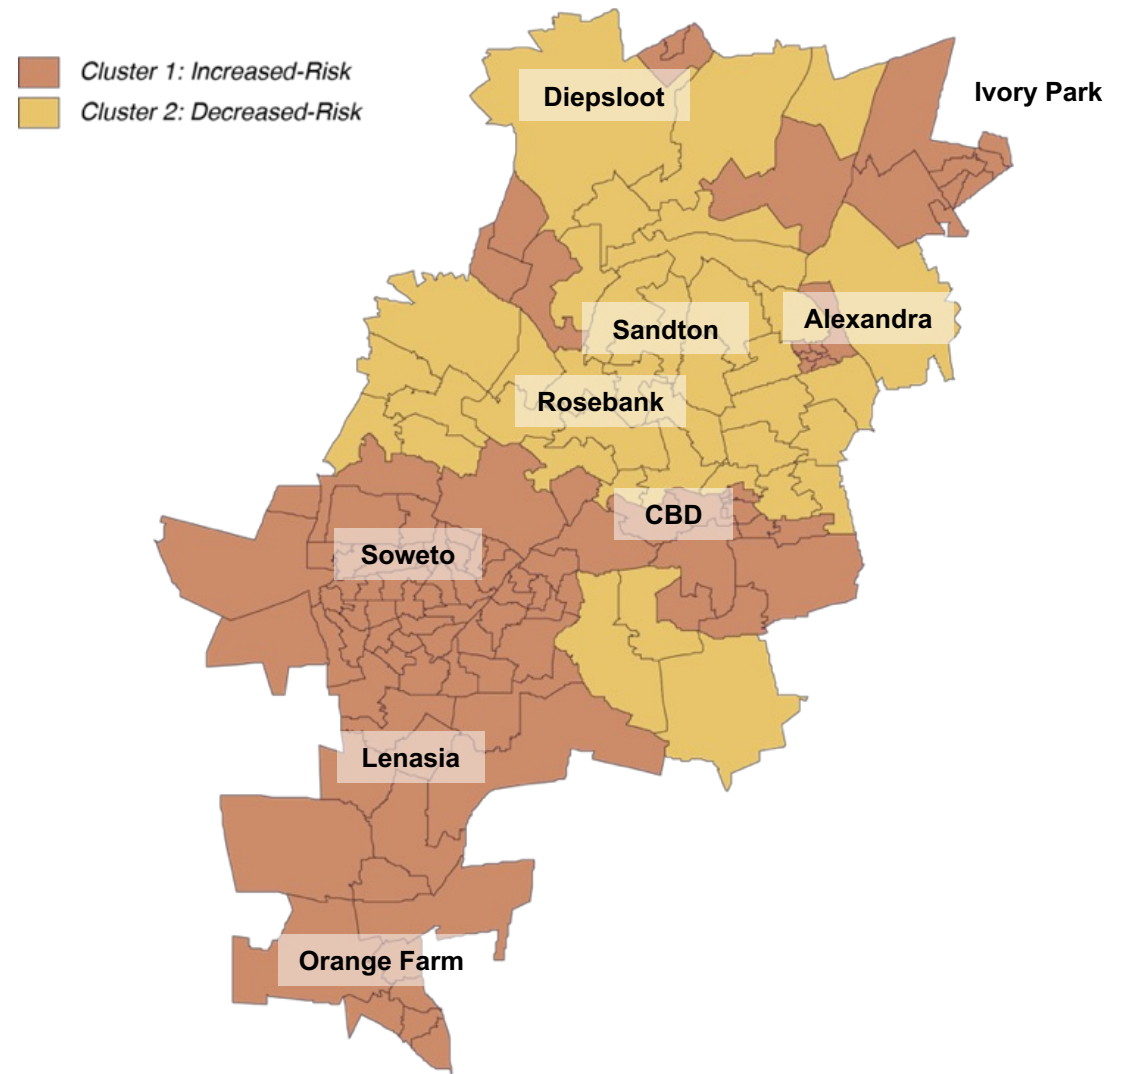 Cluster 1: Increased-Risk
Cluster 2: Decreased-Risk
Diepsloot
Ivory Park
Sandton
Alexandra
Rosebank
CBD
Soweto
Lenasia
Orange Farm